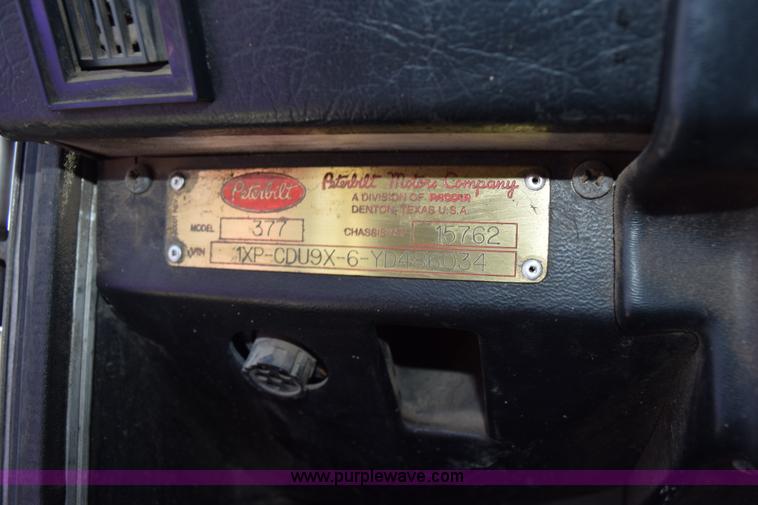 Peterbilt
Peterbilt Motors Company
A DIVISION OF PACCAR
DENTON, TEXAS U.S.A.
MODEL 377 CHASSIS NO. 15762
VIN 1XP-CDU9X-6-YD486034
www.purplewave.com